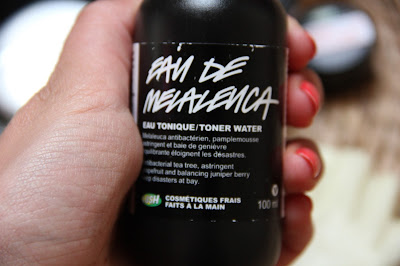 EAU DE
MELALEUCA
EAU TONIQUE/TONER WATER
Melaleuca antibactérien, pamplemousse
astringent et baie de genièvre
équilibrante éloignent les désastres.
antibacterial tea tree, astringent
grapefruit and balancing juniper berry
keep disasters at bay.
COSMÉTIQUES FRAIS
FAITS À LA MAIN
100 ml